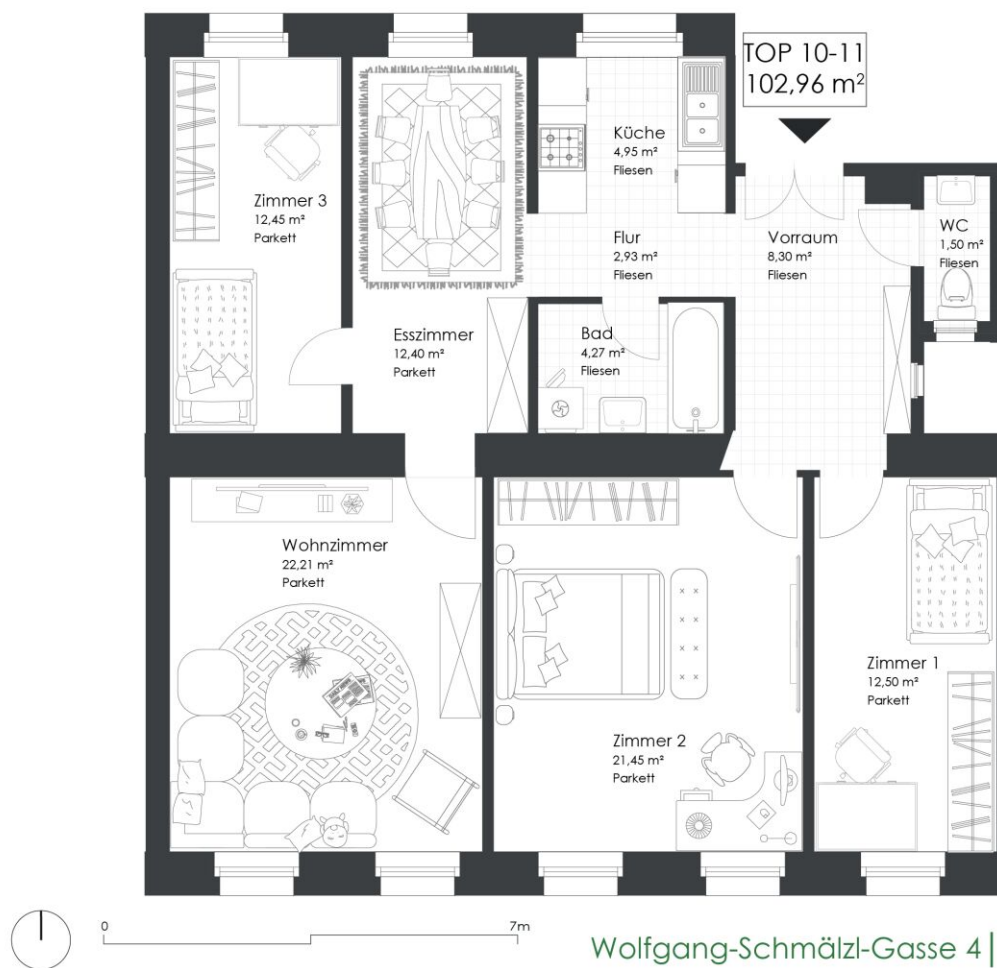 TOP 10-11
102,96 m²
Küche
4,95 m²
Fliesen
Zimmer 3
12,45 m²
Parkett
Flur
2,93 m²
Fliesen
Vorraum
8,30 m²
Fliesen
WC
1,50 m²
Fliesen
Esszimmer
12,40 m²
Parkett
Bad
4,27 m²
Fliesen
Wohnzimmer
22,21 m²
Parkett
Zimmer 2
21,45 m²
Parkett
Zimmer 1
12,50 m²
Parkett
0
7m
Wolfgang-Schmälzl-Gasse 4 |